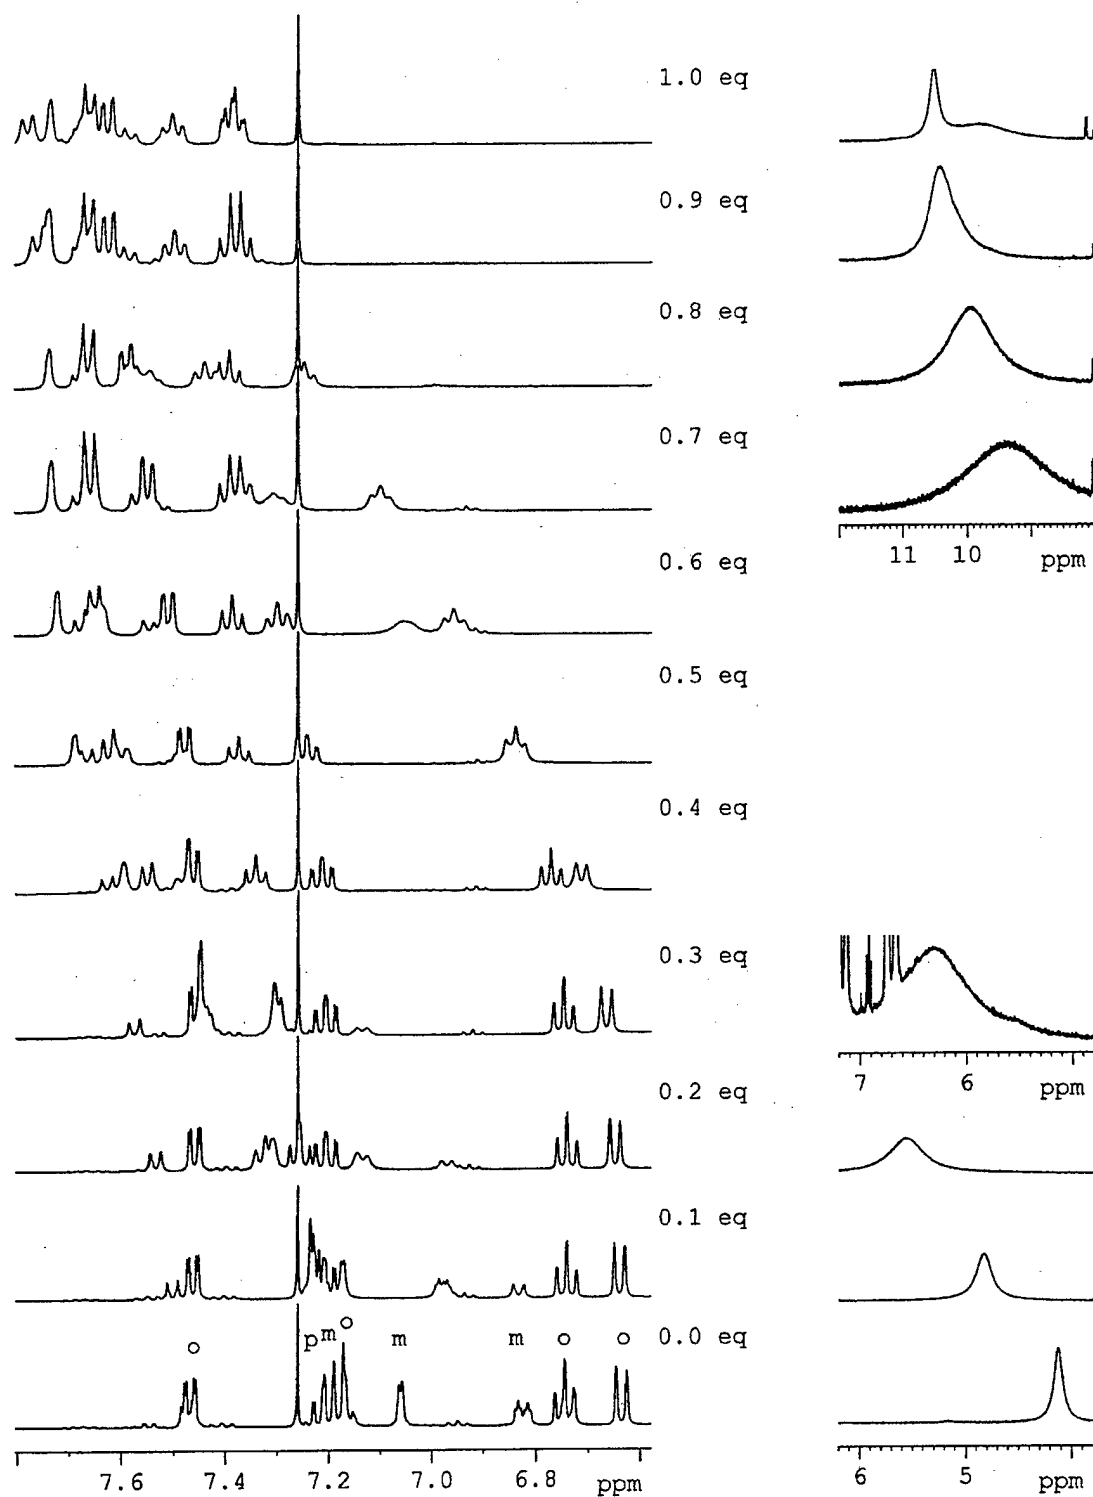 1.0 eq
0.9 eq
0.8 eq
0.7 eq
11 10 ppm
0.6 eq
0.5 eq
0.4 eq
0.3 eq
7 6 ppm
0.2 eq
0.1 eq
0.0 eq
o p m o m m o o
7.6 7.4 7.2 7.0 6.8 ppm
6 5 ppm